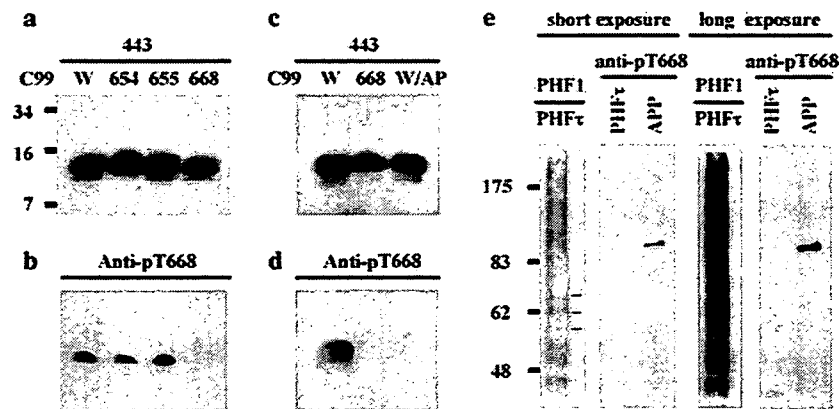 a
443
C99 W 654 655 668
34
16
7
b
Anti-pT668
c
443
C99 W 668 W/AP
d
Anti-pT668
e
short exposure long exposure
anti-pT668 anti-pT668
PHF1 PHF1
PHFτ PHFτ APP PHFτ PHFτ APP
175
83
62
48